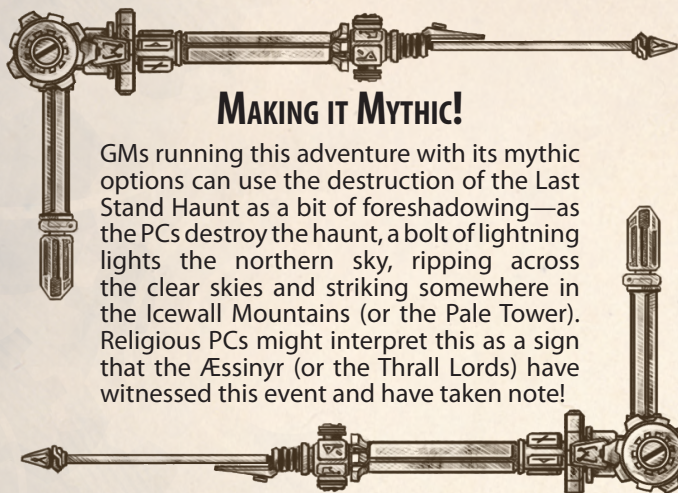 Making it Mythic!
GMs running this adventure with its mythic
options can use the destruction of the Last
Stand Haunt as a bit of foreshadowing—as
the PCs destroy the haunt, a bolt of lightning
lights the northern sky, ripping across
the clear skies and striking somewhere in
the Icewall Mountains (or the Pale Tower).
Religious PCs might interpret this as a sign
that the Æssinyr (or the Thrall Lords) have
witnessed this event and have taken note!